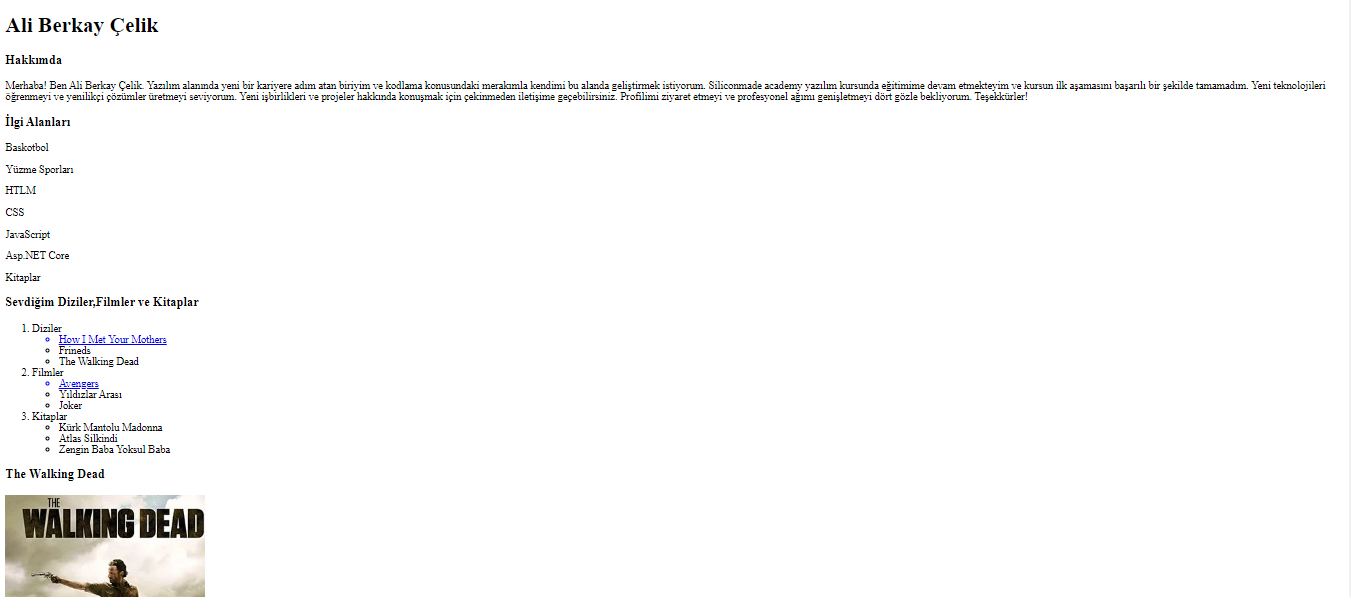 Ali Berkay Çelik
Hakkımda
Merhaba! Ben Ali Berkay Çelik. Yazılım alanında yeni bir kariyere adım atan biriyim ve kodlama konusundaki merakımla kendimi bu alanda geliştirmek istiyorum. Siliconmade academy yazılım kursunda eğitimime devam etmekteyim ve kursun ilk aşamasını başarılı bir şekilde tamamadım. Yeni teknolojileri
öğrenmeyi ve yenilikçi çözümler üretmeyi seviyorum. Yeni işbirlikleri ve projeler hakkında konuşmak için çekinmeden iletişime geçebilirsiniz. Profilimi ziyaret etmeyi ve profesyonel ağımı genişletmeyi dört gözle bekliyorum. Teşekkürler!
İlgi Alanları
Baskotbol
Yüzme Sporları
HTLM
CSS
JavaScript
Asp.NET Core
Kitaplar
Sevdiğim Diziler,Filmler ve Kitaplar
1. Diziler
How I Met Your Mothers
Frineds
The Walking Dead
2. Filmler
Avengers
Yıldızlar Arası
Joker
3. Kitaplar
Kürk Mantolu Madonna
Atlas Silkindi
Zengin Baba Yoksul Baba
The Walking Dead
THE
WALKING DEAD